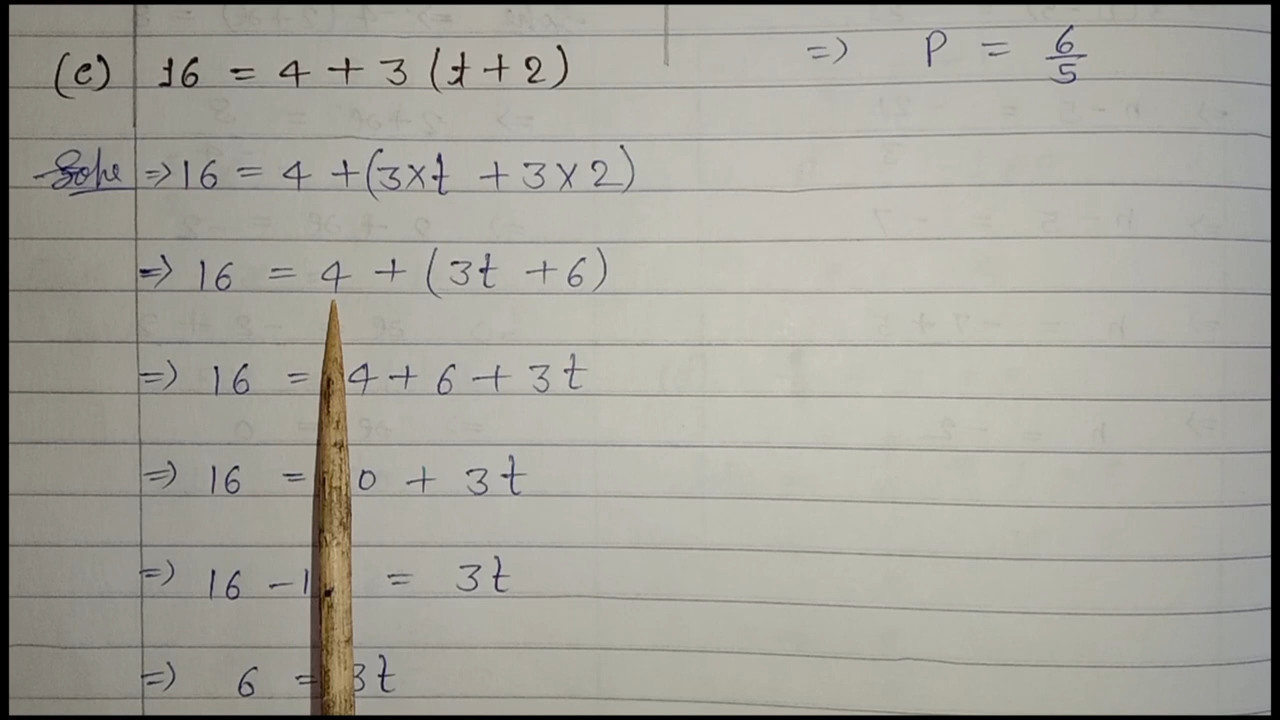 (e) 16 = 4 + 3 (t + 2)
Soln => 16 = 4 + (3 × t + 3 × 2)
=> 16 = 4 + (3t + 6)
=> 16 = 4 + 6 + 3t
=> 16 = 0 + 3t
=> 16 - 1 = 3t
=> 6 = 3t
=> P = 6/5